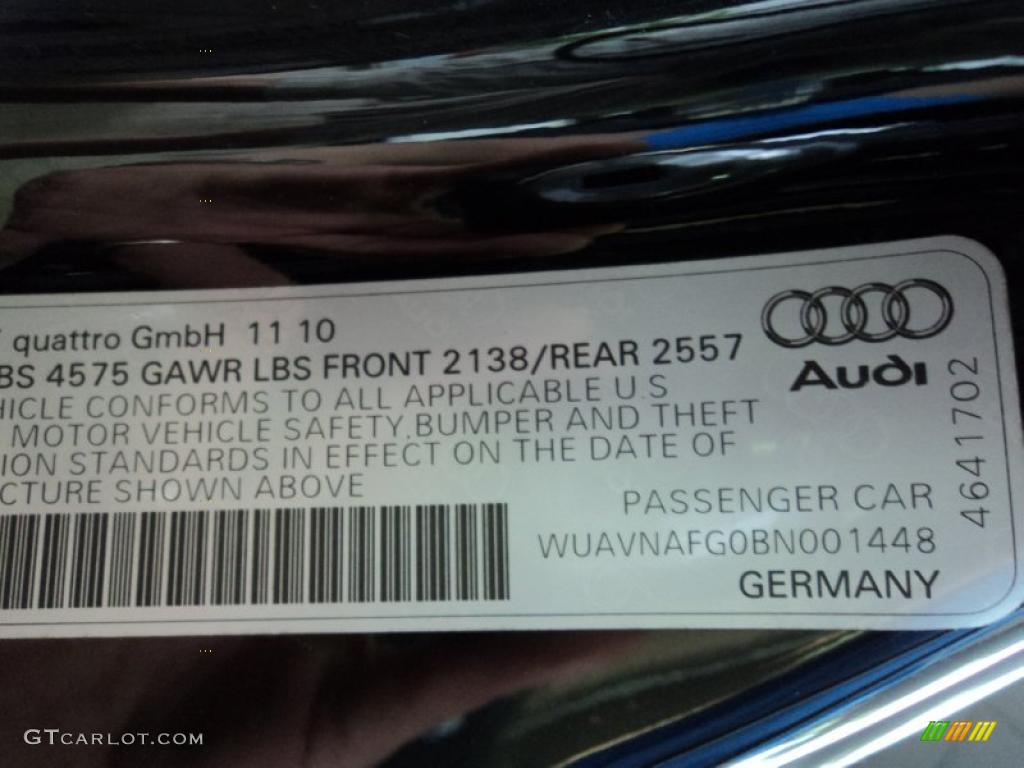 quattro GmbH 11 10
BS 4575 GAWR LBS FRONT 2138/REAR 2557
HICLE CONFORMS TO ALL APPLICABLE U.S
MOTOR VEHICLE SAFETY, BUMPER AND THEFT
ION STANDARDS IN EFFECT ON THE DATE OF
CTURE SHOWN ABOVE
Audi
4641702
PASSENGER CAR
WUAVNAFG0BN001448
GERMANY
GTCARLOT.COM